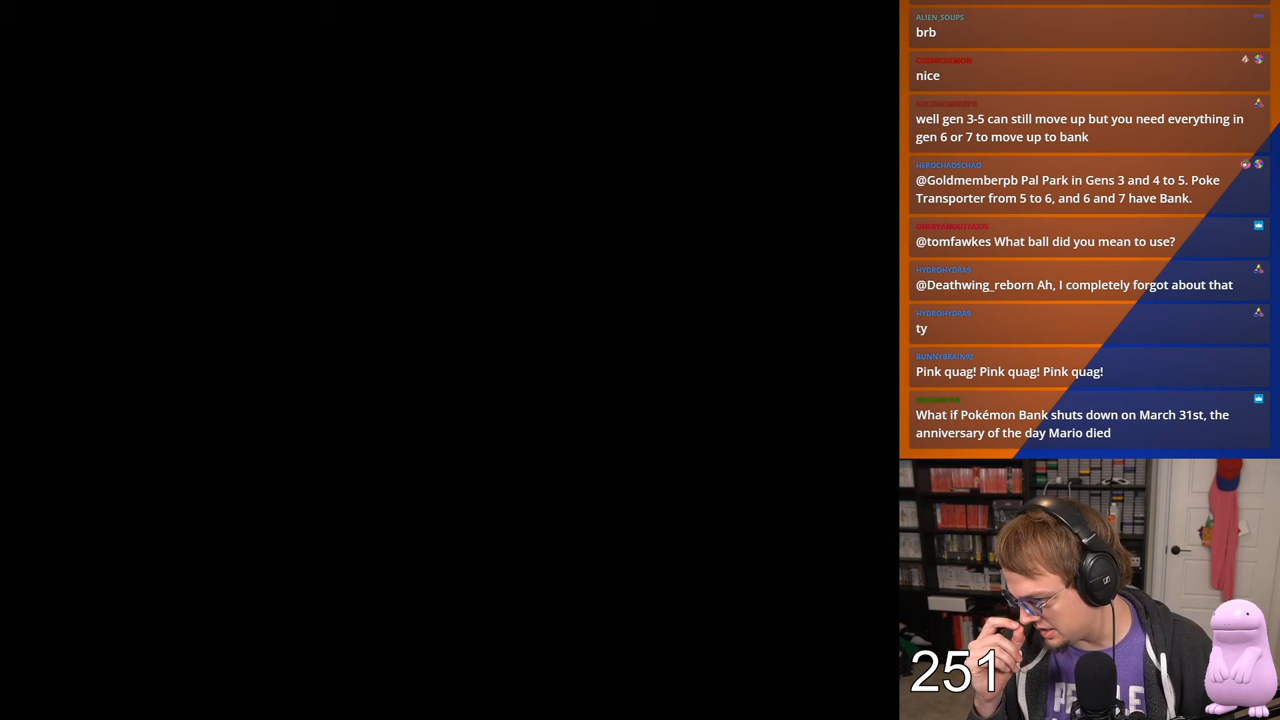 ALIEN_SOUPS
brb
COSMICDEMON
nice
well gen 3-5 can still move up but you need everything in
gen 6 or 7 to move up to bank
HEROCHAOSCHAO
@Goldmemberpb Pal Park in Gens 3 and 4 to 5. Poke
Transporter from 5 to 6, and 6 and 7 have Bank.
@tomfawkes What ball did you mean to use?
HYDROHYDRA9
@Deathwing_reborn Ah, I completely forgot about that
HYDROHYDRA9
ty
BUNNYBRAIN92
Pink quag! Pink quag! Pink quag!
What if Pokémon Bank shuts down on March 31st, the
anniversary of the day Mario died
251